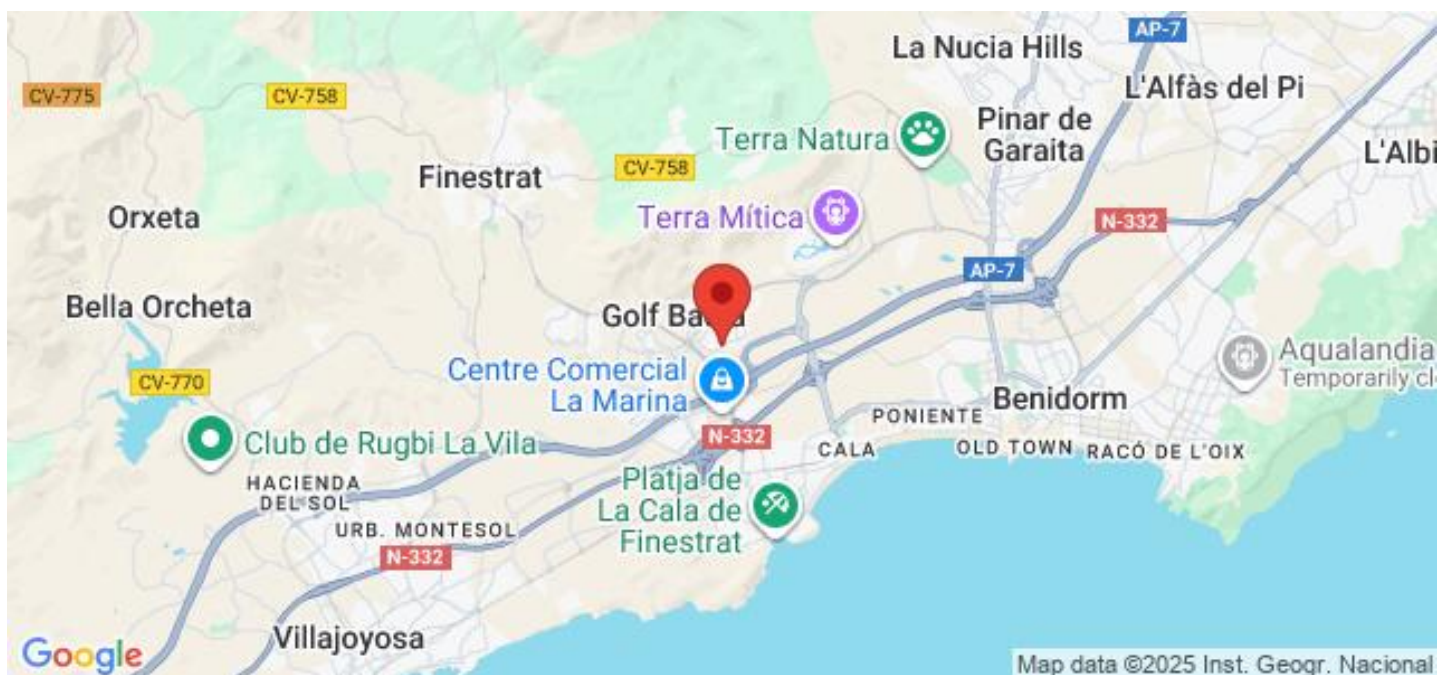 AP-7
La Nucia Hills
L'Alfàs del Pi
CV-775
CV-758
Terra Natura
Pinar de
Garaita
L'Albi
Finestrat
CV-758
Orxeta
Terra Mítica
N-332
AP-7
Bella Orcheta
Golf Ba
Centre Comercial
La Marina
CV-770
Aqualandia
Temporarily cl
Benidorm
PONIENTE
Club de Rugbi La Vila
N-332
CALA
OLD TOWN
RACÓ DE L'OIX
HACIENDA
DEL SOL
Platja de
La Cala de
Finestrat
URB. MONTESOL
N-332
Villajoyosa
Google
Map data ©2025 Inst. Geogr. Nacional